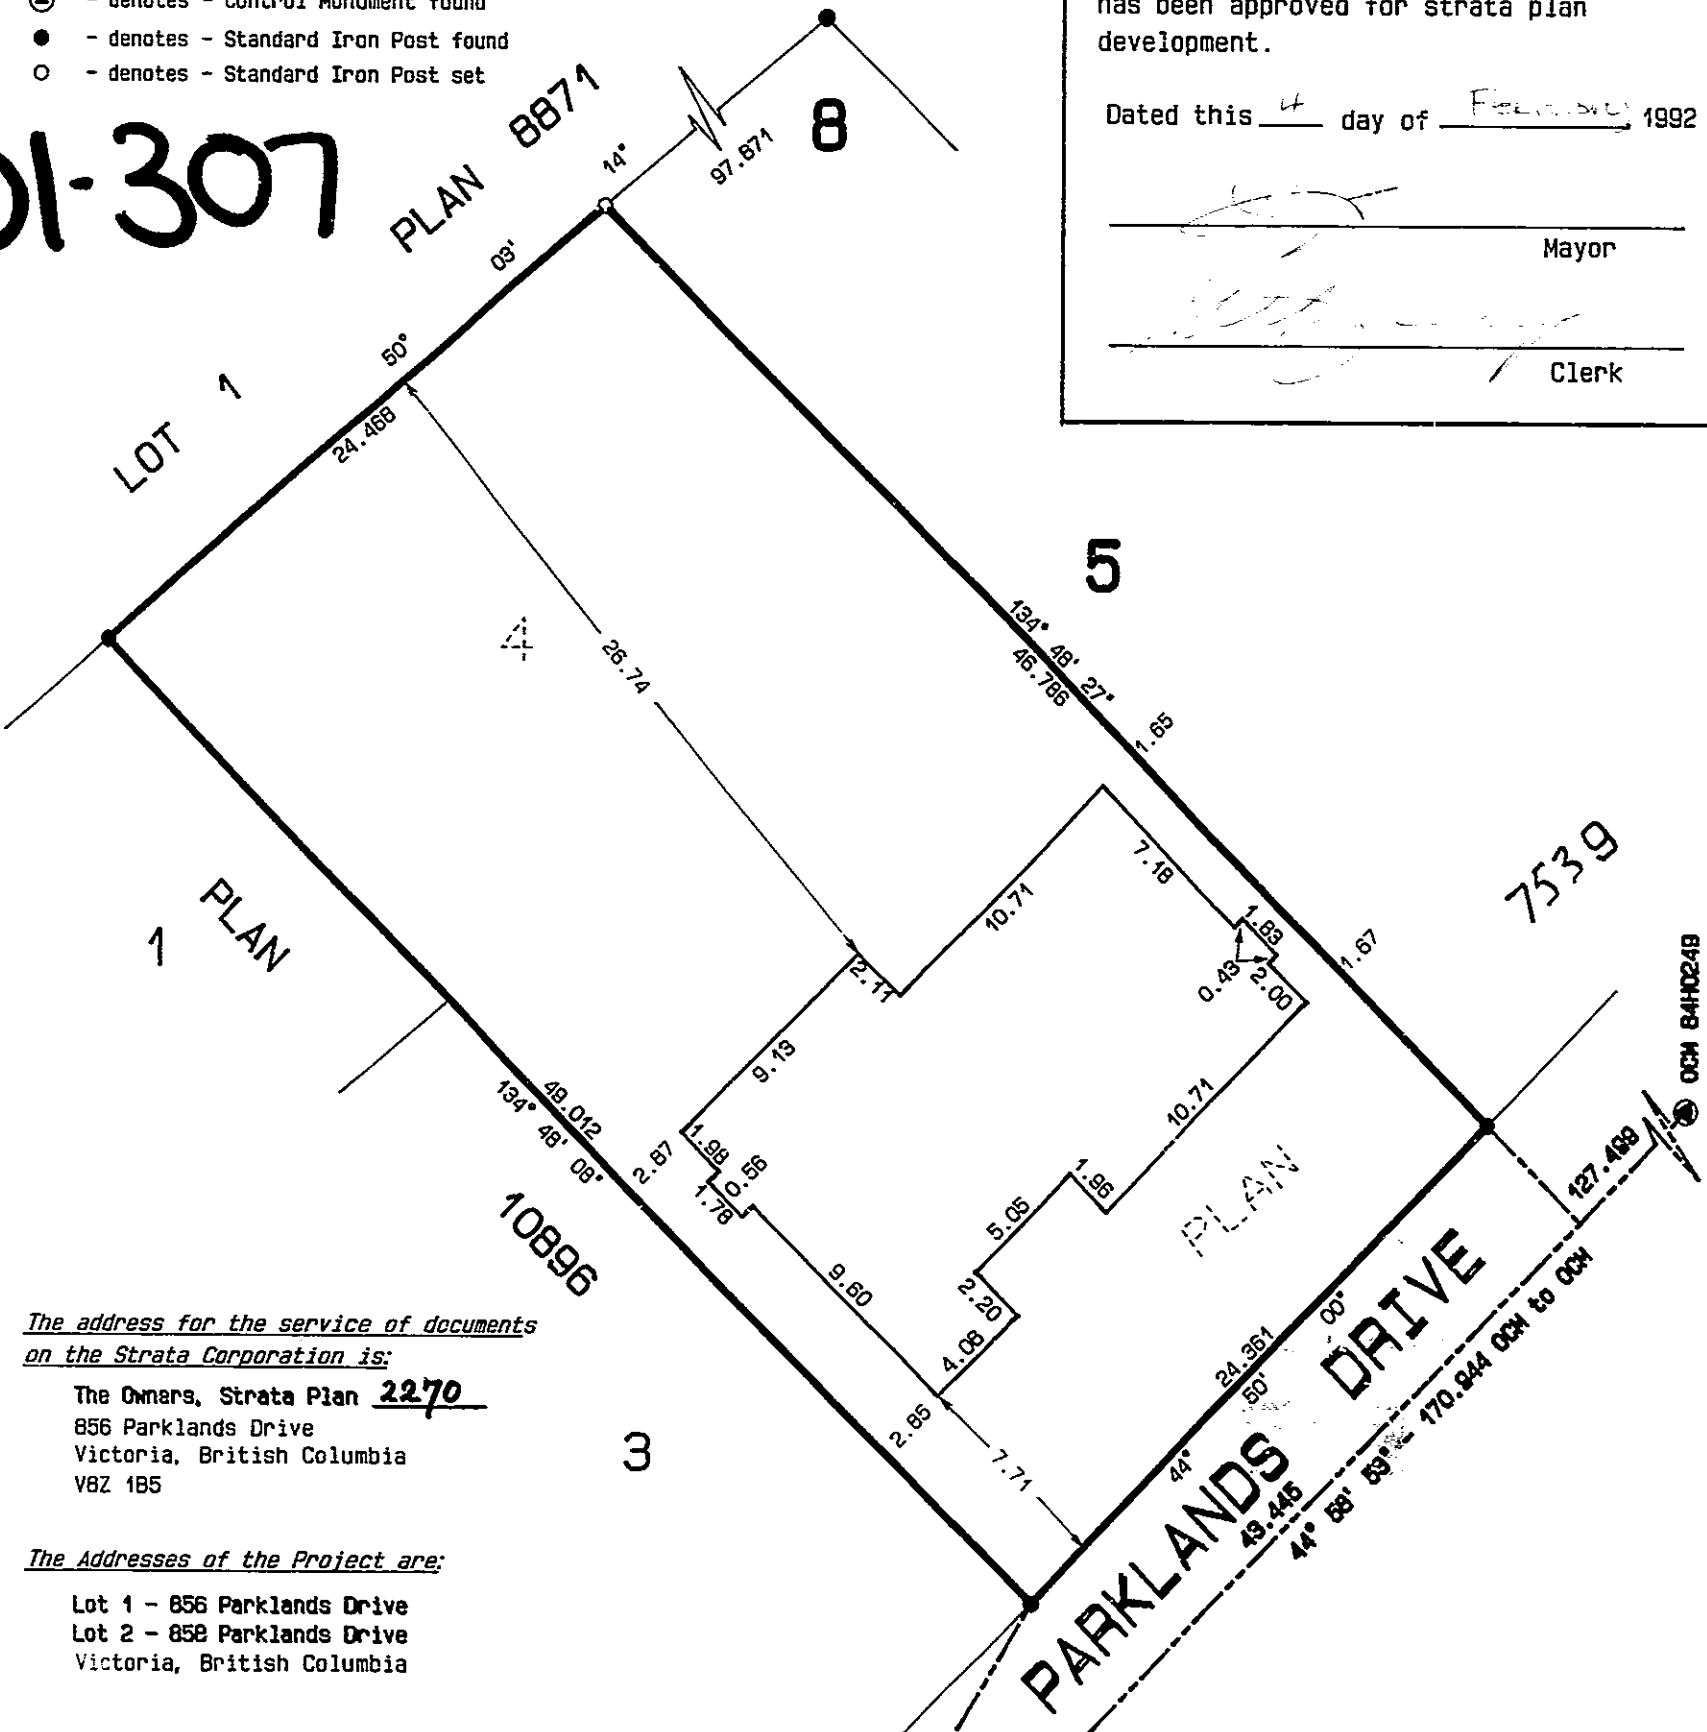 - denotes - Control Monument found
- denotes - Standard Iron Post found
- denotes - Standard Iron Post set
01-307
has been approved for strata plan
development.
Dated this 4 day of 1992
Mayor
Clerk
PLAN 8871
14"
97.871
8
03'
50°
24.468
LOT 1
4
26.74
5
134° 48' 27"
46.786
1.65
7539
1.67
7.18
1.83
0.43
2.00
10.71
2.11
9.13
10.71
1.96
5.05
2.20
4.08
9.60
1.98
0.56
1.78
2.87
2.85
7.71
1
PLAN
49.012
134° 48' 08"
10896
3
PLAN
24.361
44° 50' 00"
PARKLANDS DRIVE
43.445
127.499
44° 58' 53" - 170.944 OCM to OCM
OCM 84H0249
The address for the service of documents
on the Strata Corporation is:
The Owners, Strata Plan 2270
856 Parklands Drive
Victoria, British Columbia
V8Z 1B5
The Addresses of the Project are:
Lot 1 - 856 Parklands Drive
Lot 2 - 858 Parklands Drive
Victoria, British Columbia